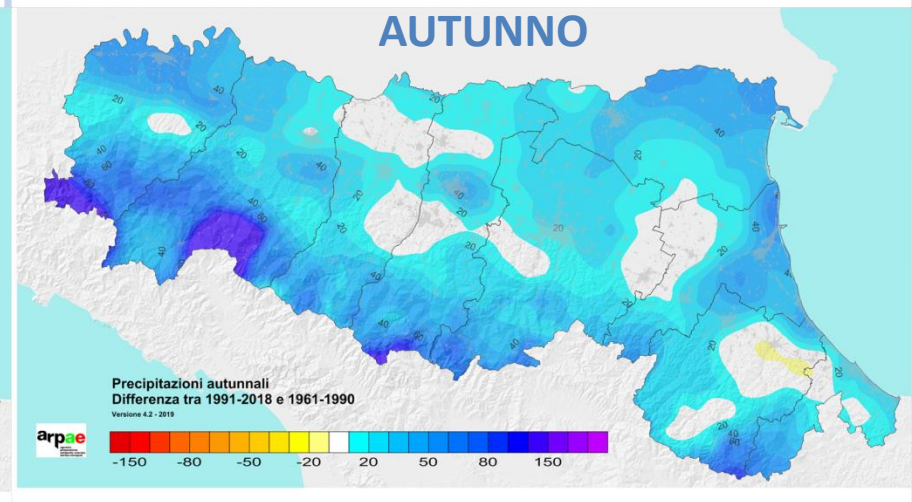 AUTUNNO
Precipitazioni autunnali
Differenza tra 1991-2018 e 1961-1990
Versione 4.2 - 2019
arpae
-150 -80 -50 -20 20 50 80 150